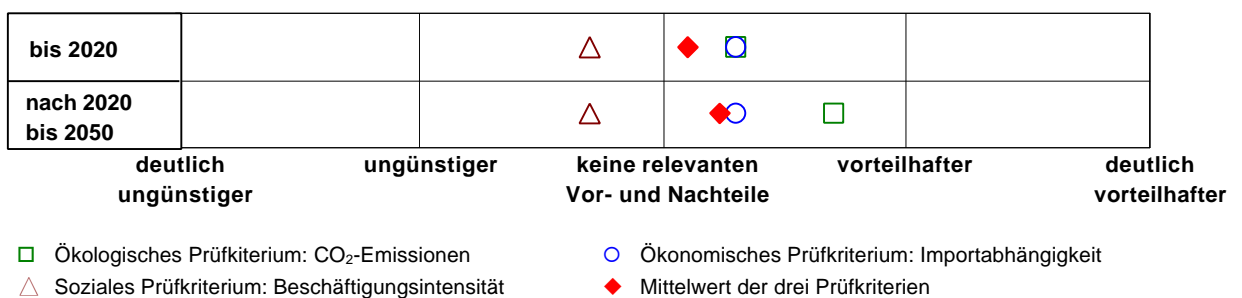 bis 2020
nach 2020
bis 2050
deutlich ungünstiger keine relevanten vorteilhafter deutlich
ungünstiger Vor- und Nachteile vorteilhafter
Ökologisches Prüfkiterium: CO₂-Emissionen Ökonomisches Prüfkriterium: Importabhängigkeit
Soziales Prüfkriterium: Beschäftigungsintensität Mittelwert der drei Prüfkriterien